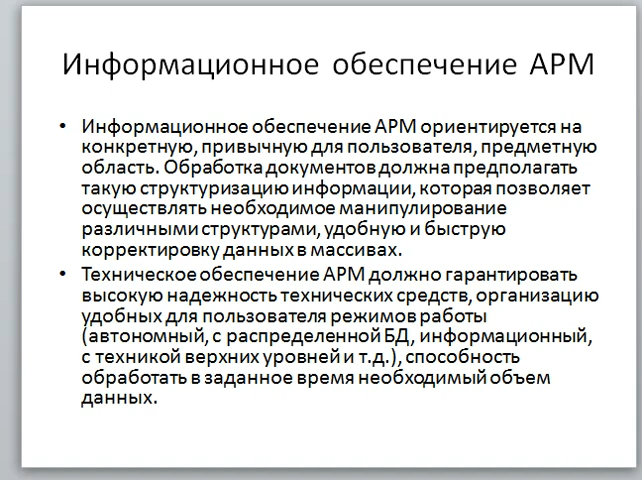 Информационное обеспечение АРМ
• Информационное обеспечение АРМ ориентируется на
конкретную, привычную для пользователя, предметную
область. Обработка документов должна предполагать
такую структуризацию информации, которая позволяет
осуществлять необходимое манипулирование
различными структурами, удобную и быструю
корректировку данных в массивах.
• Техническое обеспечение АРМ должно гарантировать
высокую надежность технических средств, организацию
удобных для пользователя режимов работы
(автономный, с распределенной БД, информационный,
с техникой верхних уровней и т.д.), способность
обработать в заданное время необходимый объем
данных.